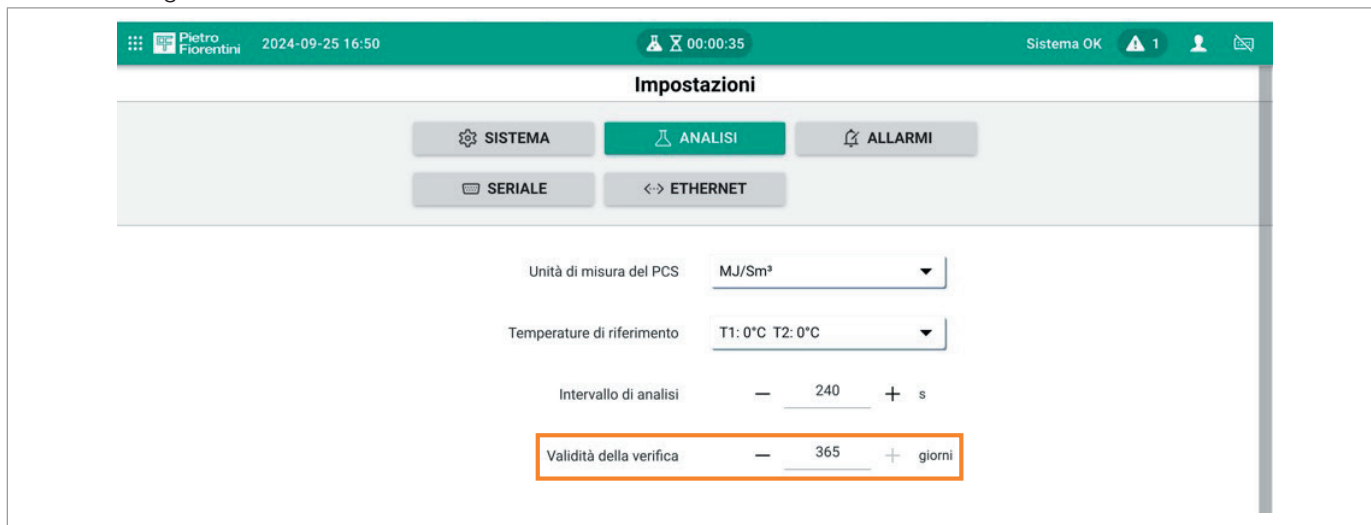 Pietro
Fiorentini
2024-09-25 16:50
00:00:35
Sistema OK
1
Impostazioni
SISTEMA
ANALISI
ALLARMI
SERIALE
ETHERNET
Unità di misura del PCS MJ/Sm³
Temperature di riferimento T1: 0°C T2: 0°C
Intervallo di analisi — 240 + s
Validità della verifica — 365 + giorni